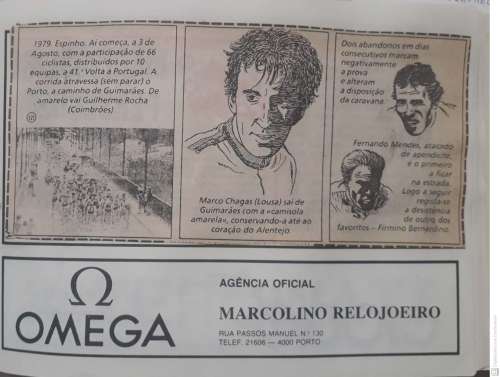 1979. Espinho. Aí começa, a 3 de
Agosto, com a participação de 66
ciclistas, distribuídos por 10
equipas, a 41.ª Volta a Portugal. A
corrida atravessa (sem parar) o
Porto, a caminho de Guimarães. De
amarelo vai Guilherme Rocha
(Coimbrões).
Marco Chagas (Lousa) sai de
Guimarães com a «camisola
amarela», conservando-a até ao
coração do Alentejo.
Dois abandonos em dias
consecutivos marcam
negativamente
a prova
e alteram
a disposição
da caravana.
Fernando Mendes, atacado
de apendicite,
é o primeiro
a ficar
na estrada.
Logo a seguir
regista-se
a desistência
de outro dos
favoritos – Firmino Bernardino.
Ω
OMEGA
AGÊNCIA OFICIAL
MARCOLINO RELOJOEIRO
RUA PASSOS MANUEL N.º 130
TELEF. 21606 — 4000 PORTO